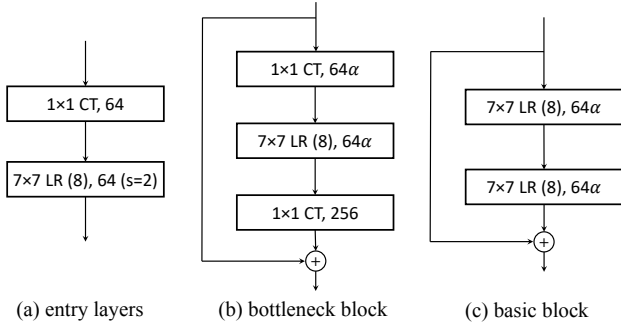 1×1 CT, 64
7×7 LR (8), 64 (s=2)
(a) entry layers
1×1 CT, 64α
7×7 LR (8), 64α
1×1 CT, 256
+
(b) bottleneck block
7×7 LR (8), 64α
7×7 LR (8), 64α
+
(c) basic block